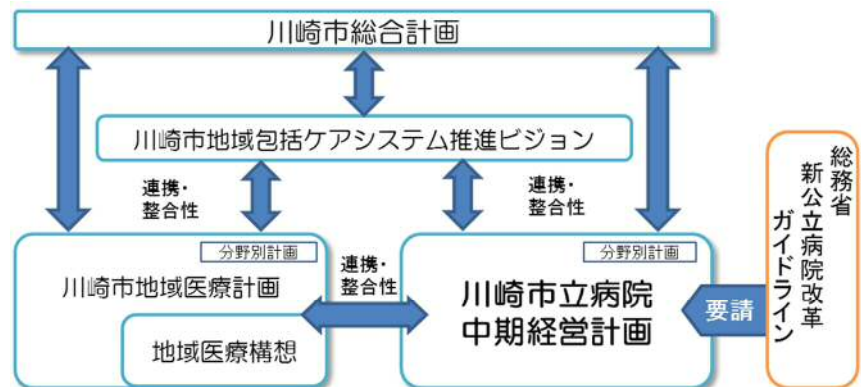 川崎市総合計画
川崎市地域包括ケアシステム推進ビジョン
連携・
整合性
連携・
整合性
総務省
新公立病院改革
ガイドライン
分野別計画
川崎市地域医療計画
地域医療構想
連携・
整合性
分野別計画
川崎市立病院
中期経営計画
要請